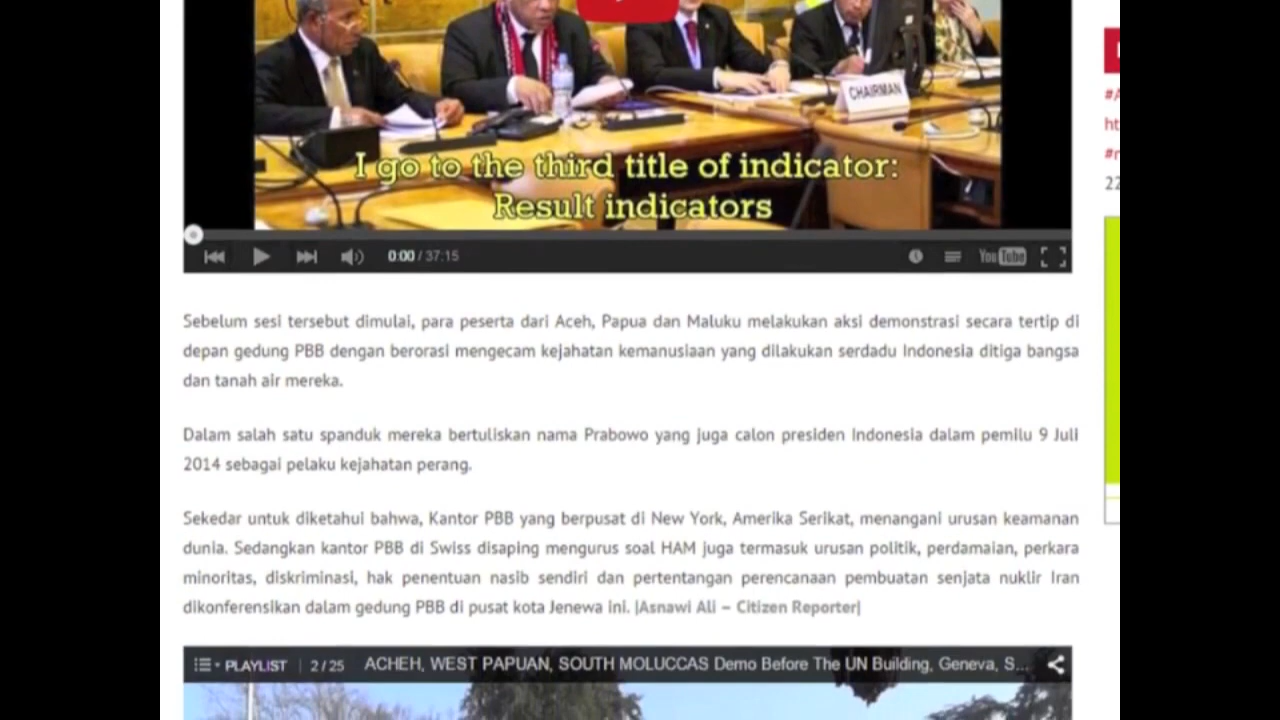 CHAIRMAN
I go to the third title of indicator:
Result indicators
0:00 / 37:15
You Tube
#
ht
#r
22
Sebelum sesi tersebut dimulai, para peserta dari Aceh, Papua dan Maluku melakukan aksi demonstrasi secara tertip di
depan gedung PBB dengan berorasi mengecam kejahatan kemanusiaan yang dilakukan serdadu Indonesia ditiga bangsa
dan tanah air mereka.
Dalam salah satu spanduk mereka bertuliskan nama Prabowo yang juga calon presiden Indonesia dalam pemilu 9 Juli
2014 sebagai pelaku kejahatan perang.
Sekedar untuk diketahui bahwa, Kantor PBB yang berpusat di New York, Amerika Serikat, menangani urusan keamanan
dunia. Sedangkan kantor PBB di Swiss disaping mengurus soal HAM juga termasuk urusan politik, perdamaian, perkara
minoritas, diskriminasi, hak penentuan nasib sendiri dan pertentangan perencanaan pembuatan senjata nuklir Iran
dikonferensikan dalam gedung PBB di pusat kota Jenewa ini. |Asnawi Ali – Citizen Reporter|
PLAYLIST | 2 / 25 ACHEH, WEST PAPUAN, SOUTH MOLUCCAS Demo Before The UN Building, Geneva, S...